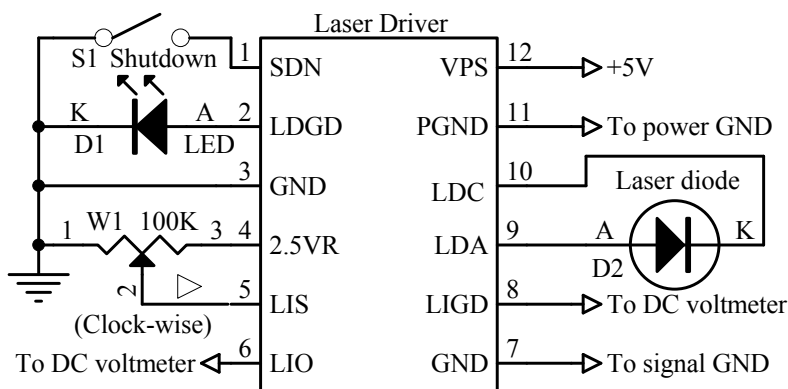 Laser Driver
S1 Shutdown
1 SDN VPS 12 +5V
K A 2 LDGD PGND 11 To power GND
D1 LED
3 GND LDC 10
Laser diode
1 W1 100K 3 4 2.5VR LDA 9 A K
D2
2 5 LIS LIGD 8 To DC voltmeter
(Clock-wise)
To DC voltmeter 6 LIO GND 7 To signal GND